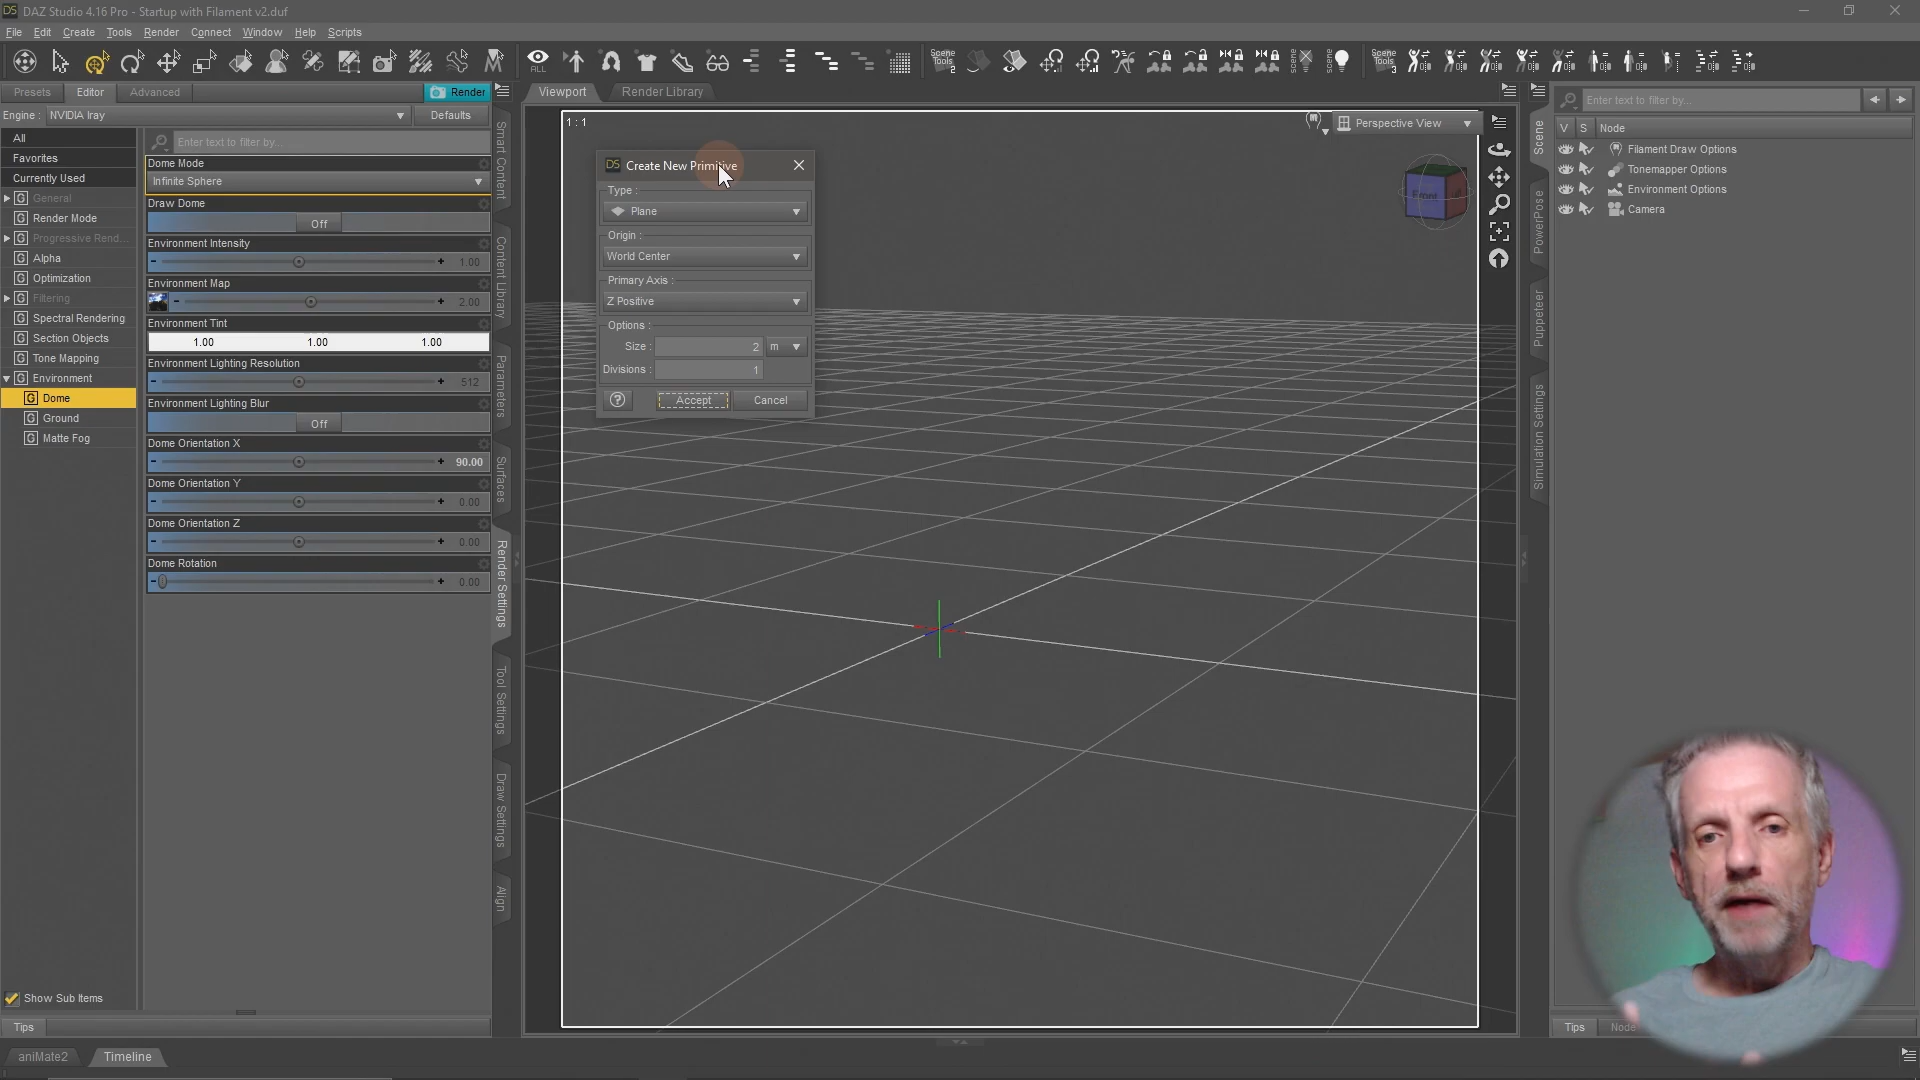 DS DAZ Studio 4.16 Pro - Startup with Filament v2.duf
File Edit Create Tools Render Connect Window Help Scripts
ALL
Scene Tools 2
Scene
Scene Tools 3
Presets Editor Advanced Render
Viewport Render Library
Engine : NVIDIA Iray Defaults
All
Favorites
Currently Used
G General
G Render Mode
G Progressive Rend...
G Alpha
G Optimization
G Filtering
G Spectral Rendering
G Section Objects
G Tone Mapping
G Environment
G Dome
G Ground
G Matte Fog
Show Sub Items
Tips
Enter text to filter by...
Dome Mode
Infinite Sphere
Draw Dome
Off
Environment Intensity
- + 1.00
Environment Map
- + 2.00
Environment Tint
1.00 1.00 1.00
Environment Lighting Resolution
- + 512
Environment Lighting Blur
Off
Dome Orientation X
- + 90.00
Dome Orientation Y
- + 0.00
Dome Orientation Z
- + 0.00
Dome Rotation
- + 0.00
Smart Content
Content Library
Parameters
Surfaces
Render Settings
Tool Settings
Draw Settings
Align
1 : 1
Perspective View
Front
DS Create New Primitive
Type :
Plane
Origin :
World Center
Primary Axis :
Z Positive
Options :
Size : 2 m
Divisions : 1
? Accept Cancel
Scene
PowerPose
Puppeteer
Simulation Settings
Enter text to filter by...
V S Node
Filament Draw Options
Tonemapper Options
Environment Options
Camera
Tips Node
aniMate2 Timeline